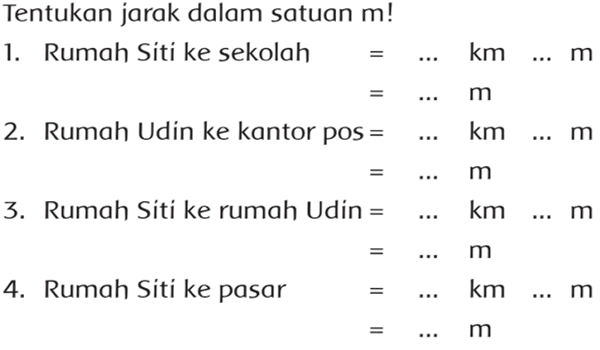 Tentukan jarak dalam satuan m!
1. Rumah Siti ke sekolah = ... km ... m
= ... m
2. Rumah Udin ke kantor pos = ... km ... m
= ... m
3. Rumah Siti ke rumah Udin = ... km ... m
= ... m
4. Rumah Siti ke pasar = ... km ... m
= ... m